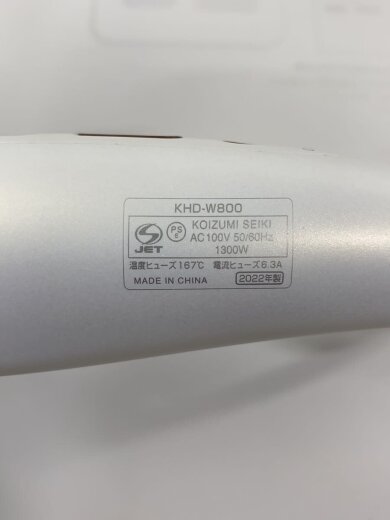 KHD-W800
JET PS E KOIZUMI SEIKI
AC100V 50/60Hz
1300W
温度ヒューズ167℃ 電流ヒューズ6.3A
MADE IN CHINA 2022年製